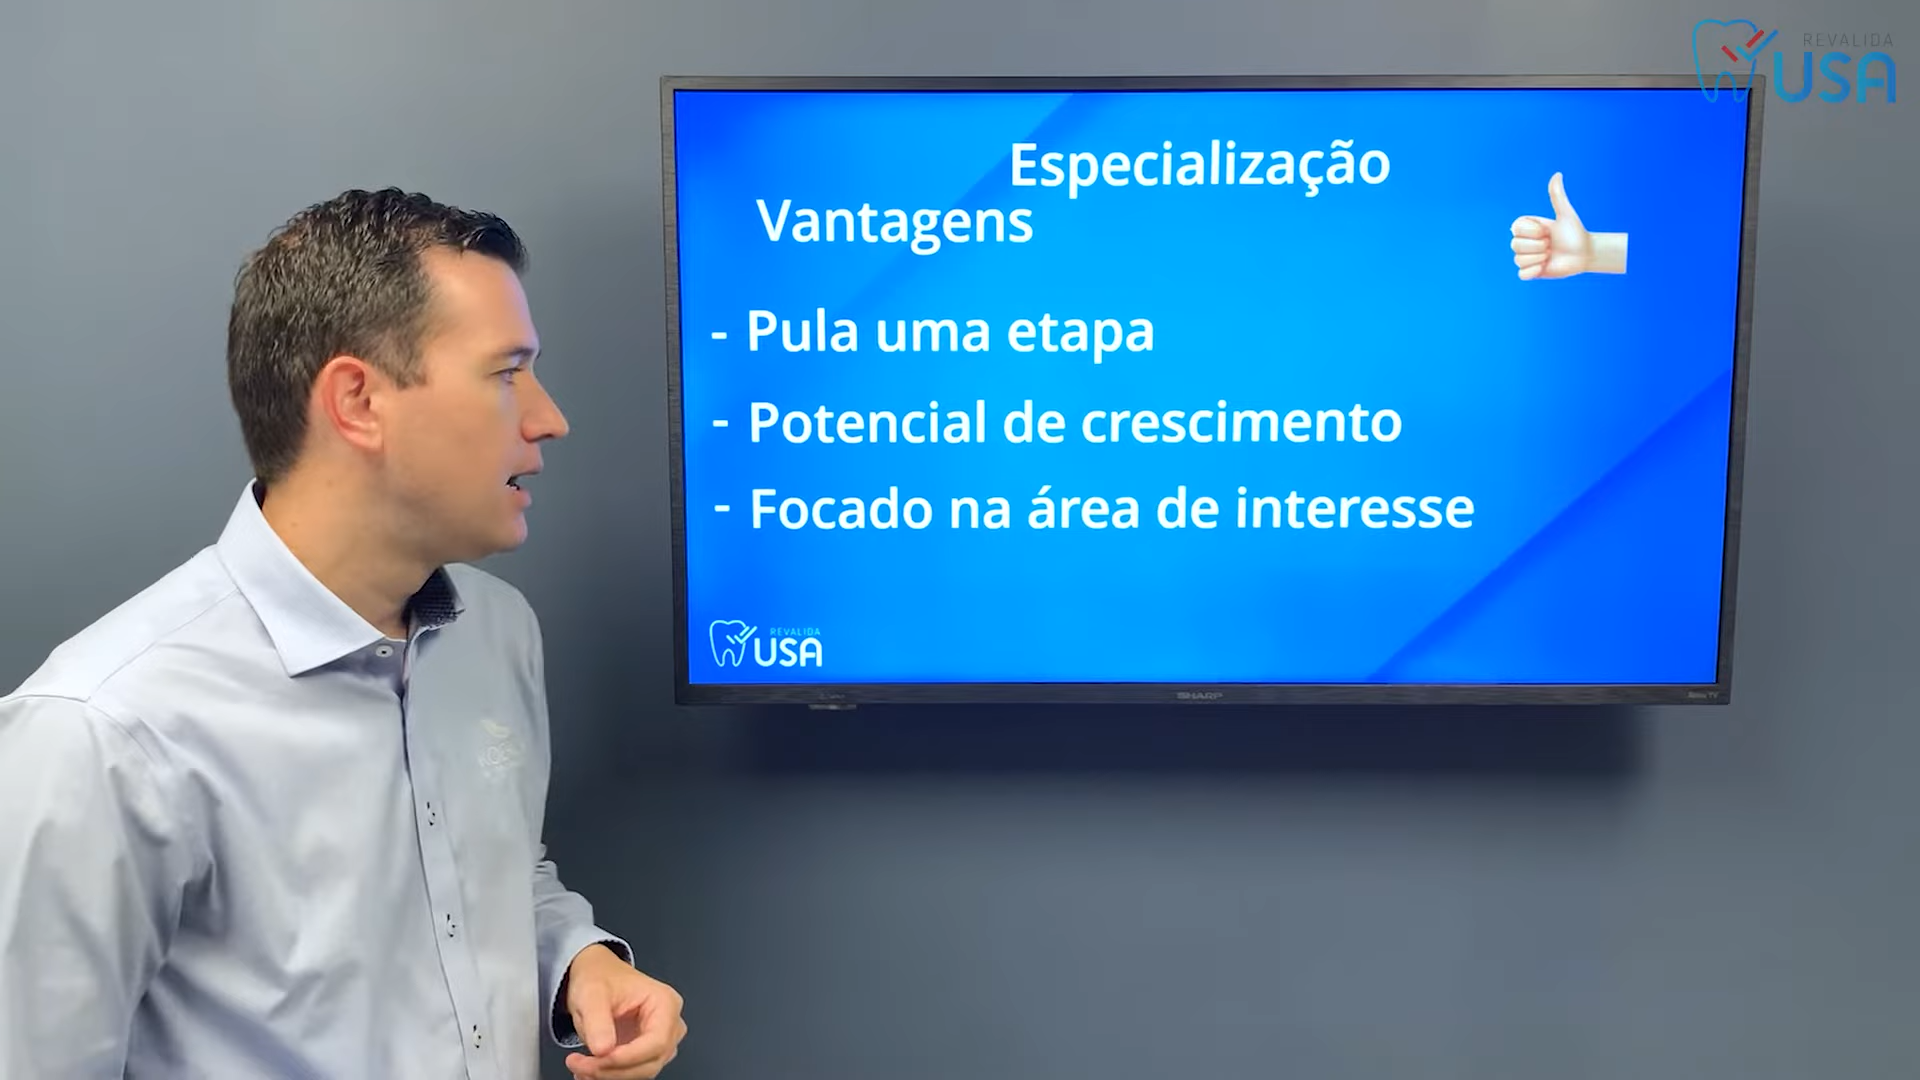 REVALIDA
USA
Especialização
Vantagens
- Pula uma etapa
- Potencial de crescimento
- Focado na área de interesse
REVALIDA
USA
SHARP